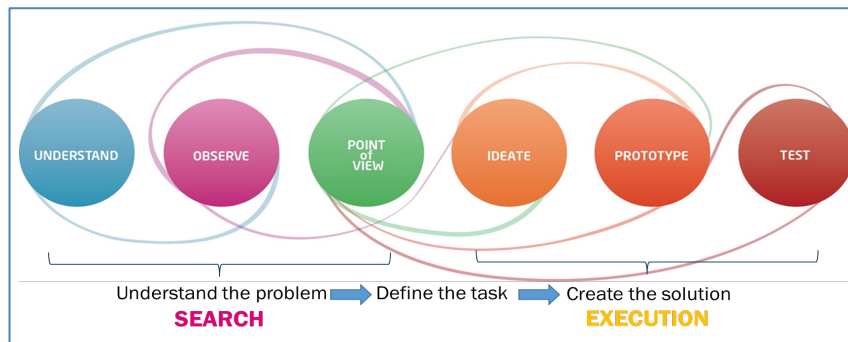 UNDERSTAND
OBSERVE
POINT
of
VIEW
IDEATE
PROTOTYPE
TEST
Understand the problem
Define the task
Create the solution
SEARCH
EXECUTION